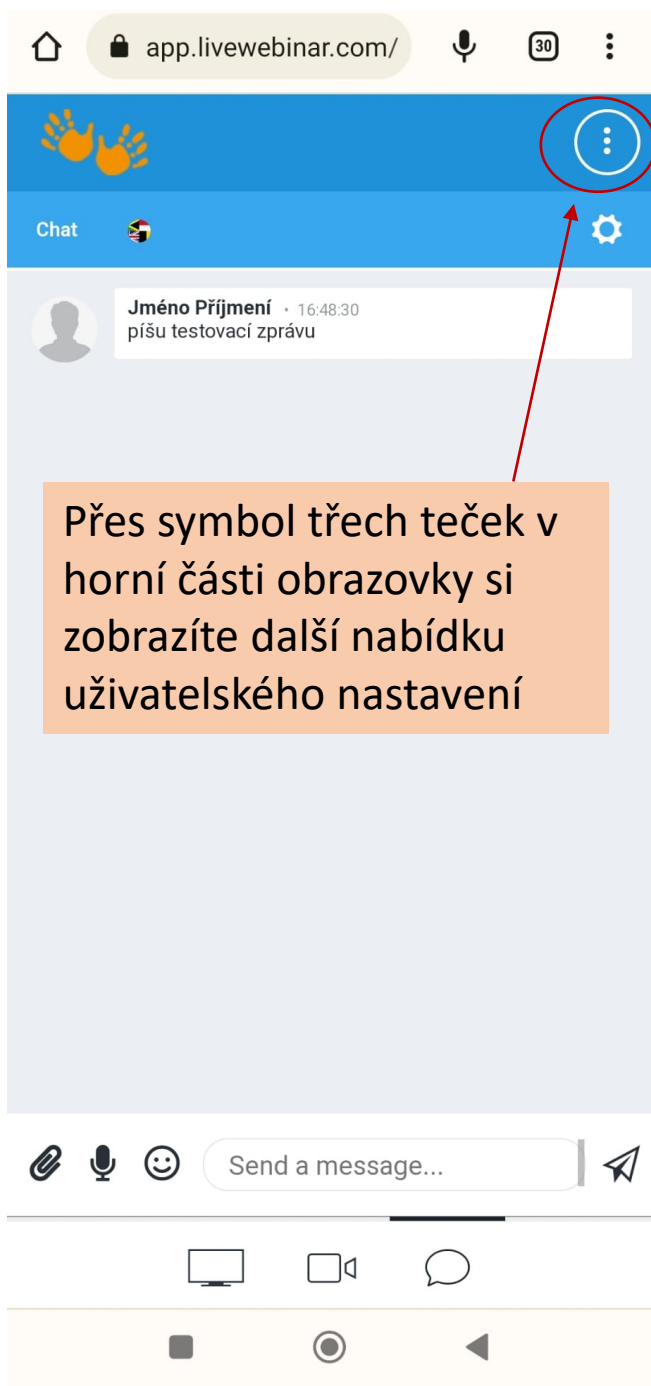 app.livewebinar.com/
30
Chat
Jméno Příjmení · 16:48:30
píšu testovací zprávu
Přes symbol třech teček v
horní části obrazovky si
zobrazíte další nabídku
uživatelského nastavení
Send a message...